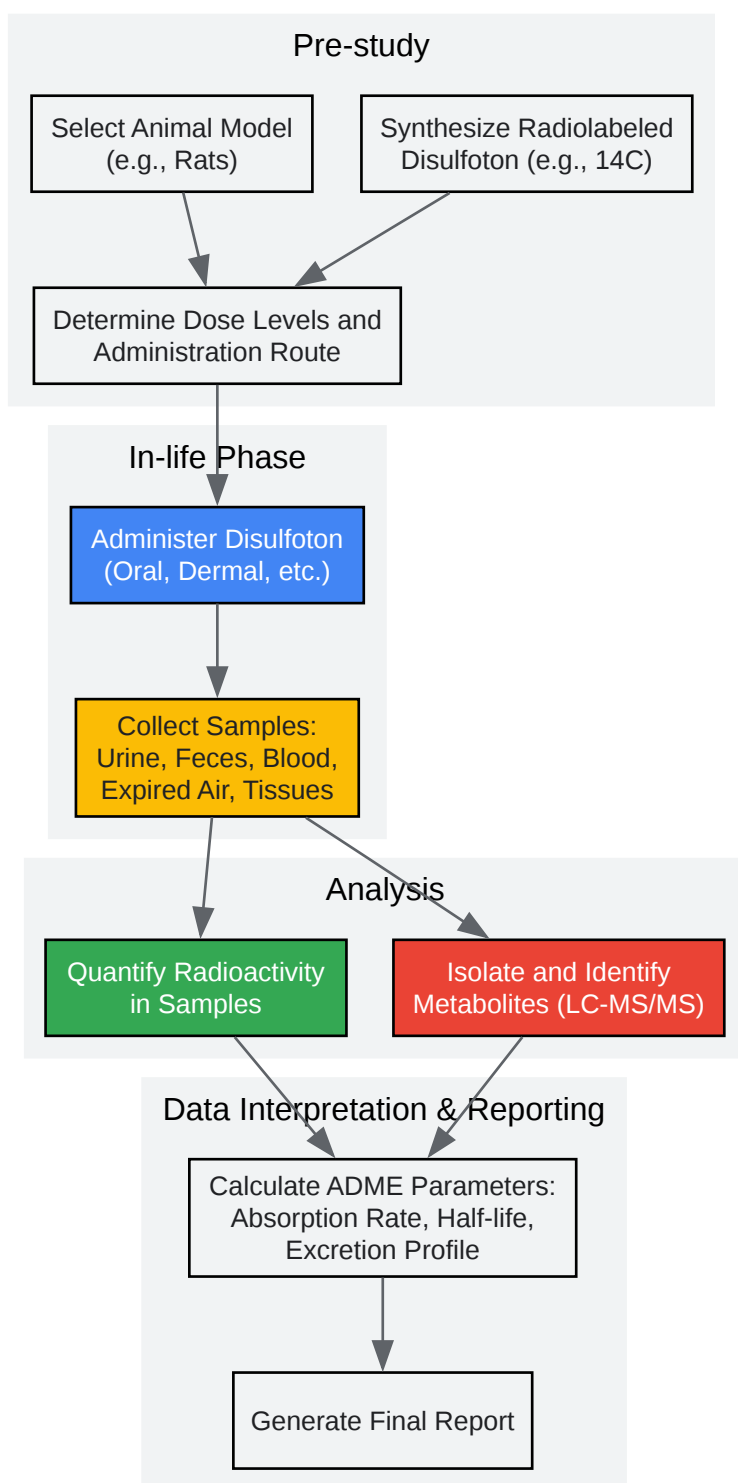 Pre-study
Select Animal Model
(e.g., Rats)
Synthesize Radiolabeled
Disulfoton (e.g., 14C)
Determine Dose Levels and
Administration Route
In-life Phase
Administer Disulfoton
(Oral, Dermal, etc.)
Collect Samples:
Urine, Feces, Blood,
Expired Air, Tissues
Analysis
Quantify Radioactivity
in Samples
Isolate and Identify
Metabolites (LC-MS/MS)
Data Interpretation & Reporting
Calculate ADME Parameters:
Absorption Rate, Half-life,
Excretion Profile
Generate Final Report